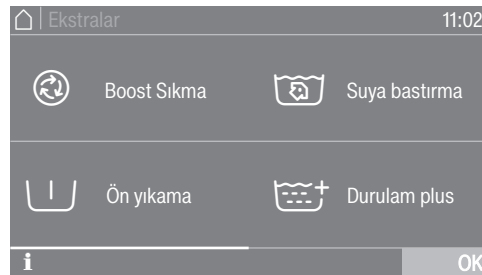 Ekstralar 11:02
Boost Sıkma Suya bastırma
Ön yıkama Durulam plus
i OK